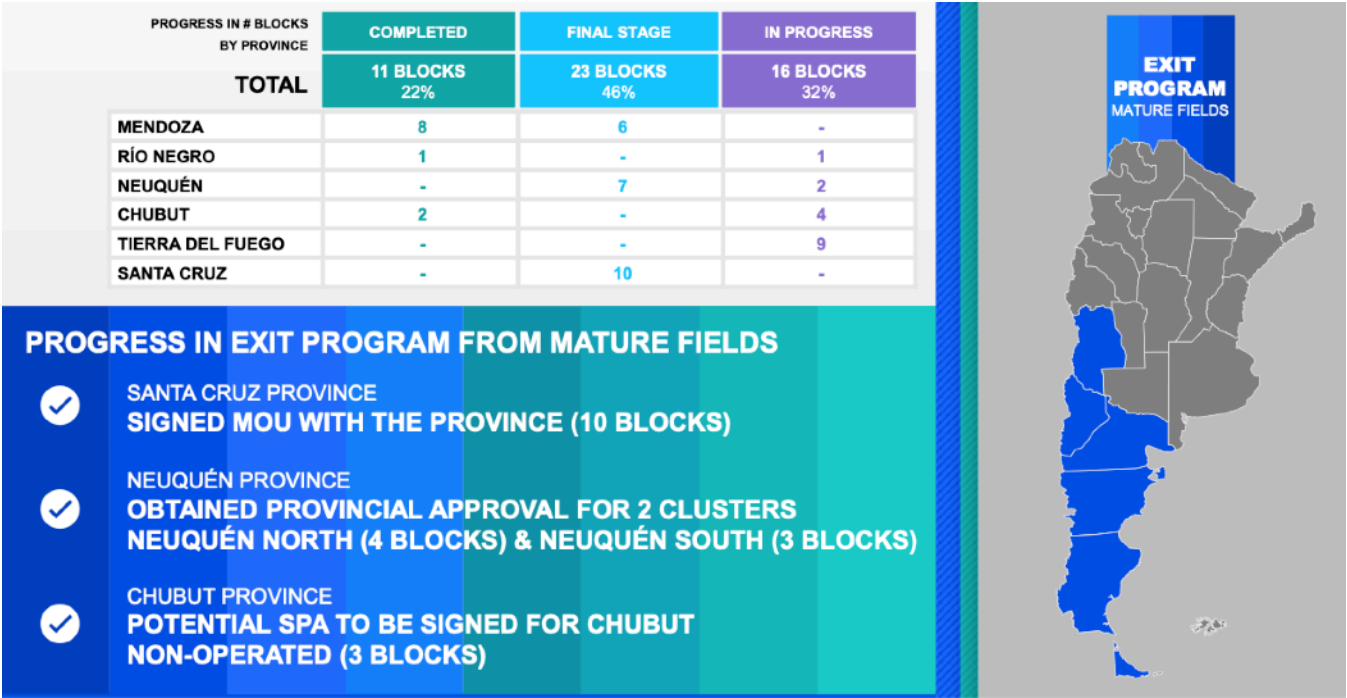 PROGRESS IN # BLOCKS
BY PROVINCE
COMPLETED
FINAL STAGE
IN PROGRESS
TOTAL
11 BLOCKS
22%
23 BLOCKS
46%
16 BLOCKS
32%
MENDOZA 8 6 -
RÍO NEGRO 1 - 1
NEUQUÉN - 7 2
CHUBUT 2 - 4
TIERRA DEL FUEGO - - 9
SANTA CRUZ - 10 -
PROGRESS IN EXIT PROGRAM FROM MATURE FIELDS
SANTA CRUZ PROVINCE
SIGNED MOU WITH THE PROVINCE (10 BLOCKS)
NEUQUÉN PROVINCE
OBTAINED PROVINCIAL APPROVAL FOR 2 CLUSTERS
NEUQUÉN NORTH (4 BLOCKS) & NEUQUÉN SOUTH (3 BLOCKS)
CHUBUT PROVINCE
POTENTIAL SPA TO BE SIGNED FOR CHUBUT
NON-OPERATED (3 BLOCKS)
EXIT
PROGRAM
MATURE FIELDS